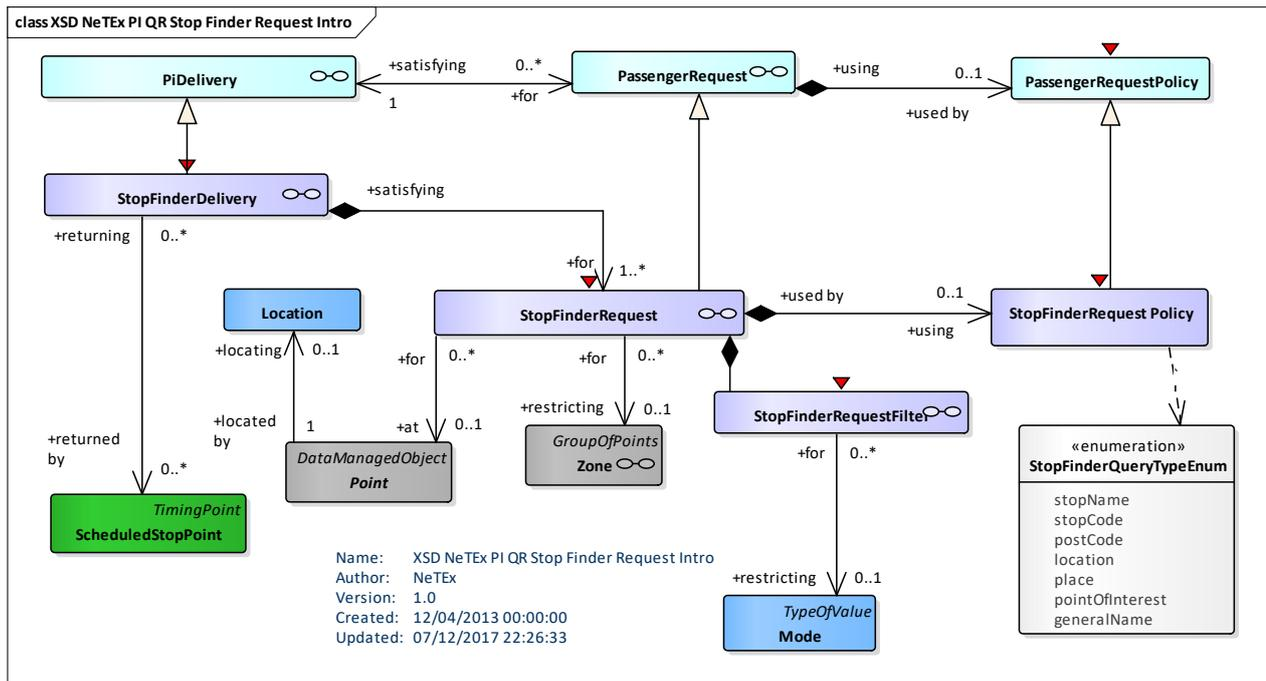 class XSD NeTEx PI QR Stop Finder Request Intro
PiDelivery
+satisfying
0..*
1
+for
PassengerRequest
+using
0..1
+used by
PassengerRequestPolicy
StopFinderDelivery
+satisfying
+returning
0..*
+for
1..*
Location
StopFinderRequest
+used by
0..1
+using
StopFinderRequest Policy
+locating
0..1
+for
0..*
+for
0..*
+located
by
1
+at
0..1
+restricting
0..1
StopFinderRequestFilter
+for
0..*
DataManagedObject
Point
GroupOfPoints
Zone
+returned
by
0..*
TimingPoint
ScheduledStopPoint
«enumeration»
StopFinderQueryTypeEnum
stopName
stopCode
postCode
location
place
pointOfInterest
generalName
+restricting
0..1
TypeOfValue
Mode
Name: XSD NeTEx PI QR Stop Finder Request Intro
Author: NeTEx
Version: 1.0
Created: 12/04/2013 00:00:00
Updated: 07/12/2017 22:26:33